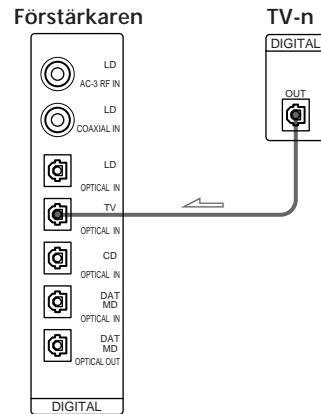 Förstärkaren
TV-n
DIGITAL
OUT
LD
AC-3 RF IN
LD
COAXIAL IN
LD
OPTICAL IN
TV
OPTICAL IN
CD
OPTICAL IN
DAT
MD
OPTICAL IN
DAT
MD
OPTICAL OUT
DIGITAL